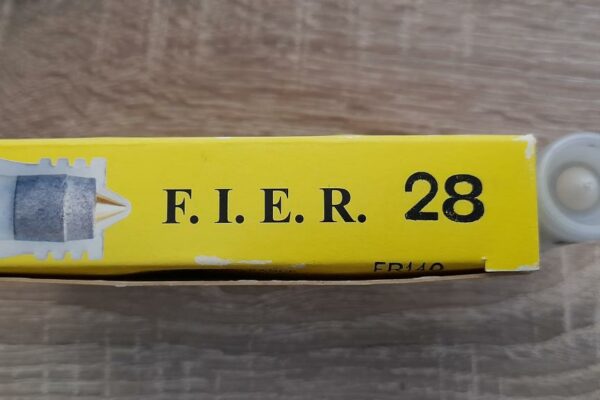 F. I. E. R. 28